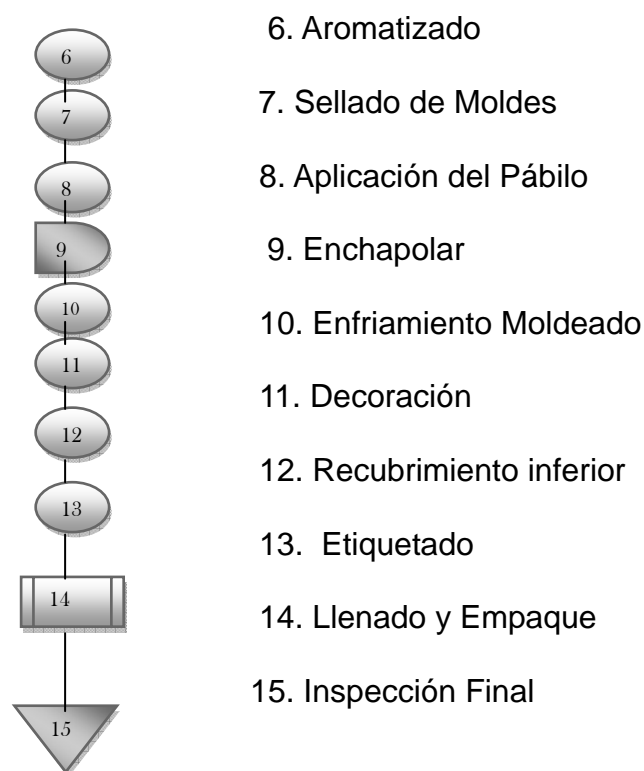 6 6. Aromatizado
7 7. Sellado de Moldes
8 8. Aplicación del Pábilo
9 9. Enchapolar
10 10. Enfriamiento Moldeado
11 11. Decoración
12 12. Recubrimiento inferior
13 13. Etiquetado
14 14. Llenado y Empaque
15 15. Inspección Final